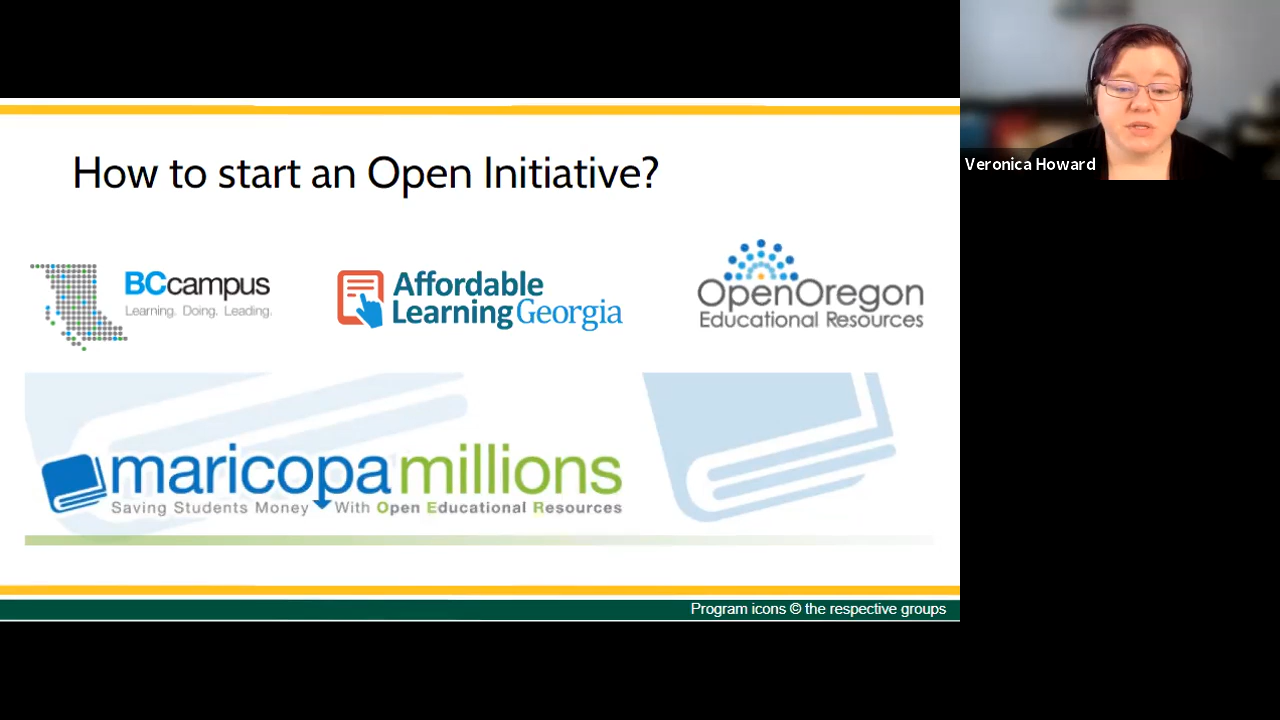 How to start an Open Initiative?
BCcampus
Learning. Doing. Leading.
Affordable
Learning Georgia
OpenOregon
Educational Resources
maricopa millions
Saving Students Money With Open Educational Resources
Program icons © the respective groups
Veronica Howard